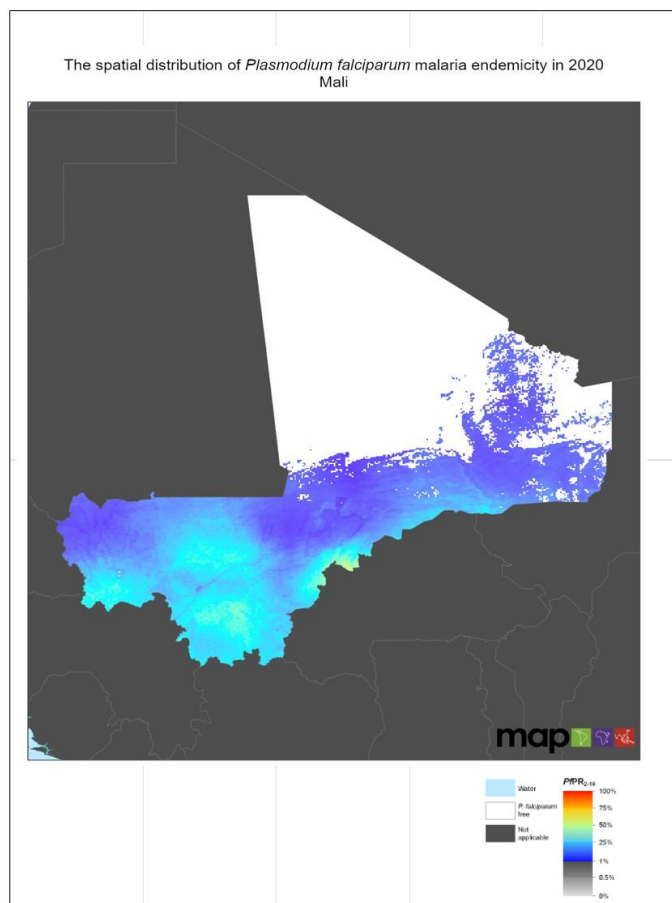 The spatial distribution of Plasmodium falciparum malaria endemicity in 2020
Mali
map
Water
P. falciparum
free
Not
applicable
PfPR2-10
100%
75%
50%
25%
1%
0.5%
0%